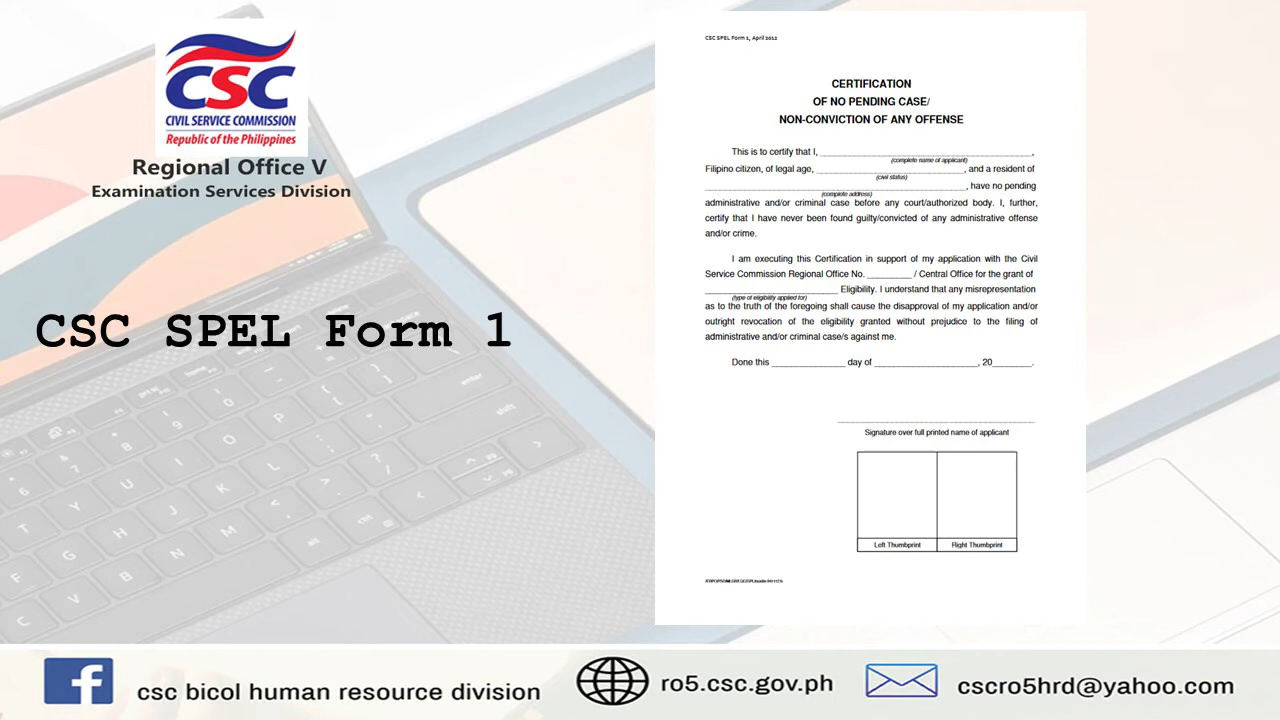 CSC
CIVIL SERVICE COMMISSION
Republic of the Philippines
Regional Office V
Examination Services Division
CSC SPEL Form 1
CSC SPEL Form 1, April 2012
CERTIFICATION
OF NO PENDING CASE/
NON-CONVICTION OF ANY OFFENSE
This is to certify that I, ____________________,
(complete name of applicant)
Filipino citizen, of legal age, ____________________, and a resident of
(civil status)
____________________, have no pending
(complete address)
administrative and/or criminal case before any court/authorized body. I, further,
certify that I have never been found guilty/convicted of any administrative offense
and/or crime.
I am executing this Certification in support of my application with the Civil
Service Commission Regional Office No. _________ / Central Office for the grant of
____________________ Eligibility. I understand that any misrepresentation
(type of eligibility applied for)
as to the truth of the foregoing shall cause the disapproval of my application and/or
outright revocation of the eligibility granted without prejudice to the filing of
administrative and/or criminal case/s against me.
Done this _______________ day of _____________________, 20________.
Signature over full printed name of applicant
Left Thumbprint Right Thumbprint
csc bicol human resource division
ro5.csc.gov.ph
cscro5hrd@yahoo.com